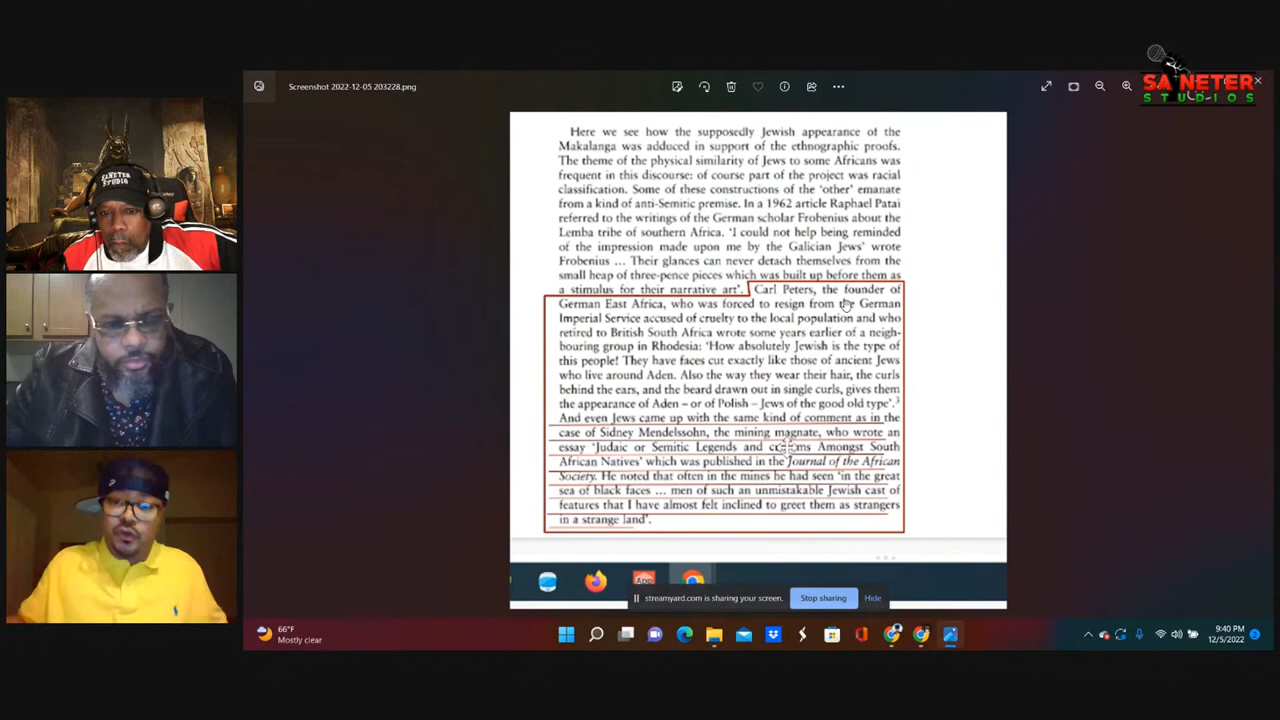 SA NETER
STUDIOS
Screenshot 2022-12-05 203228.png
SANETER
STUDIO
Here we see how the supposedly Jewish appearance of the
Makalanga was adduced in support of the ethnographic proofs.
The theme of the physical similarity of Jews to some Africans was
frequent in this discourse: of course part of the project was racial
classification. Some of these constructions of the 'other' emanate
from a kind of anti-Semitic premise. In a 1962 article Raphael Patai
referred to the writings of the German scholar Frobenius about the
Lemba tribe of southern Africa. 'I could not help being reminded
of the impression made upon me by the Galician Jews' wrote
Frobenius ... Their glances can never detach themselves from the
small heap of three-pence pieces which was built up before them as
a stimulus for their narrative art'. Carl Peters, the founder of
German East Africa, who was forced to resign from the German
Imperial Service accused of cruelty to the local population and who
retired to British South Africa wrote some years earlier of a neigh-
bouring group in Rhodesia: 'How absolutely Jewish is the type of
this people! They have faces cut exactly like those of ancient Jews
who live around Aden. Also the way they wear their hair, the curls
behind the ears, and the beard drawn out in single curls, gives them
the appearance of Aden – or of Polish – Jews of the good old type'.3
And even Jews came up with the same kind of comment as in the
case of Sidney Mendelssohn, the mining magnate, who wrote an
essay 'Judaic or Semitic Legends and Amongst South
African Natives' which was published in the Journal of the African
Society. He noted that often in the mines he had seen 'in the great
sea of black faces ... men of such an unmistakable Jewish cast of
features that I have almost felt inclined to greet them as strangers
in a strange land'.
streamyard.com is sharing your screen.
Stop sharing
Hide
66°F
Mostly clear
9:40 PM
12/5/2022